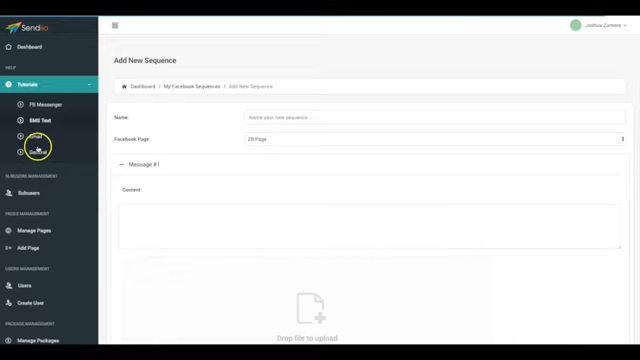 Sendiio
Joshua Zamora
Dashboard
Add New Sequence
HELP
Tutorials
Dashboard / My Facebook Sequences / Add New Sequence
FB Messenger
SMS Text
Name:
Name your new sequence...
Email
Facebook Page:
ZB Page
General
Message #1
SUBUSERS MANAGEMENT
Subusers
Content:
PAGES MANAGEMENT
Manage Pages
Add Page
USERS MANAGEMENT
Users
Create User
PACKAGE MANAGEMENT
Manage Packages
Drop file to upload